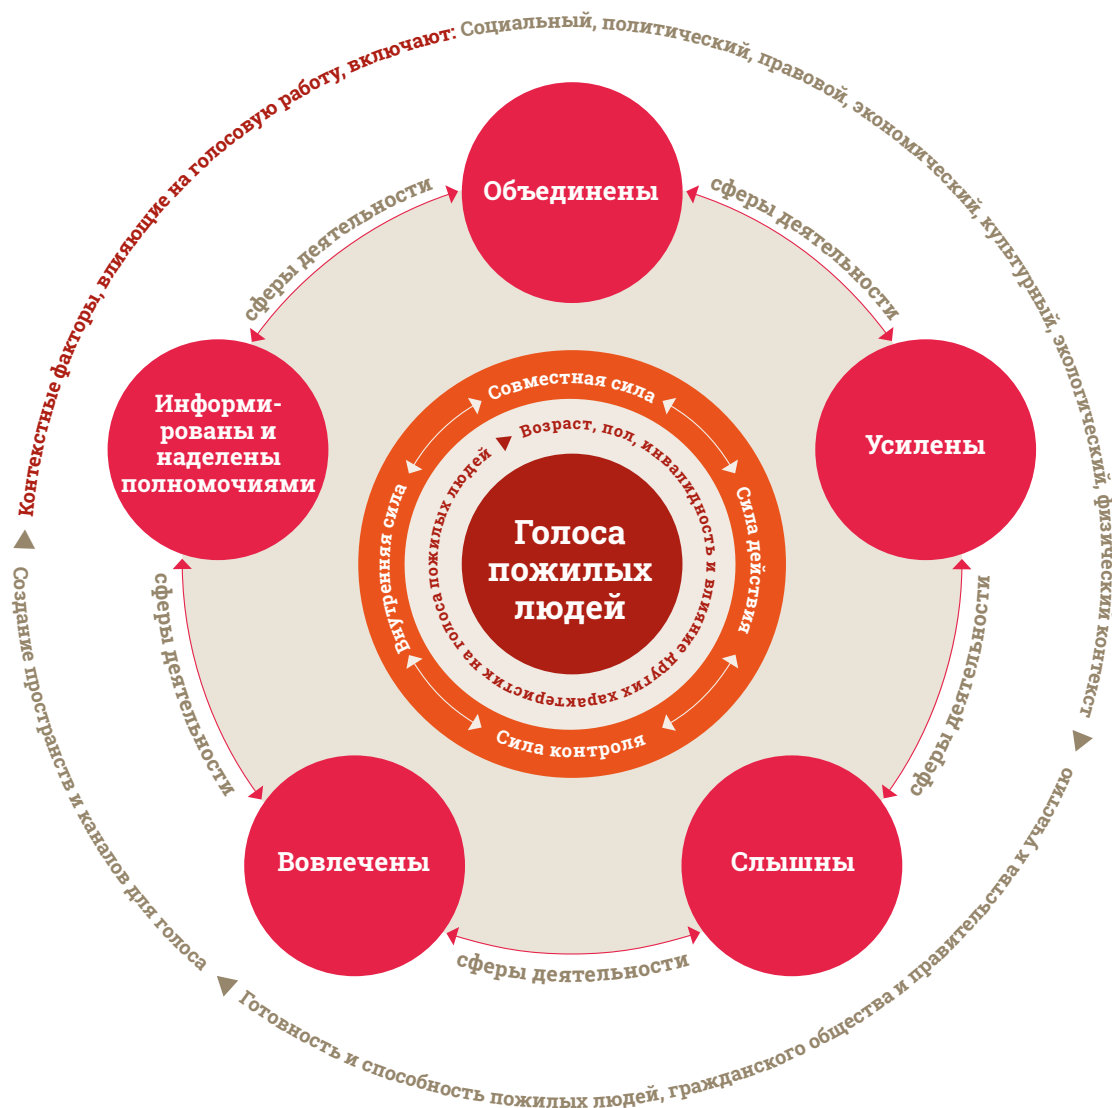 Контекстные факторы, влияющие на голосовую работу, включают: Социальный, политический, правовой, экономический, культурный, экологический, физический контекст
Готовность и способность пожилых людей, гражданского общества и правительства к участию
Создание пространств и каналов для голоса
Объединены
сферы деятельности
Усилены
сферы деятельности
Слышны
сферы деятельности
Вовлечены
сферы деятельности
Информи-
рованы и
наделены
полномочиями
сферы деятельности
Совместная сила
Сила действия
Сила контроля
Внутренняя сила
Возраст, пол, инвалидность и влияние других характеристик на голоса пожилых людей
Голоса
пожилых
людей